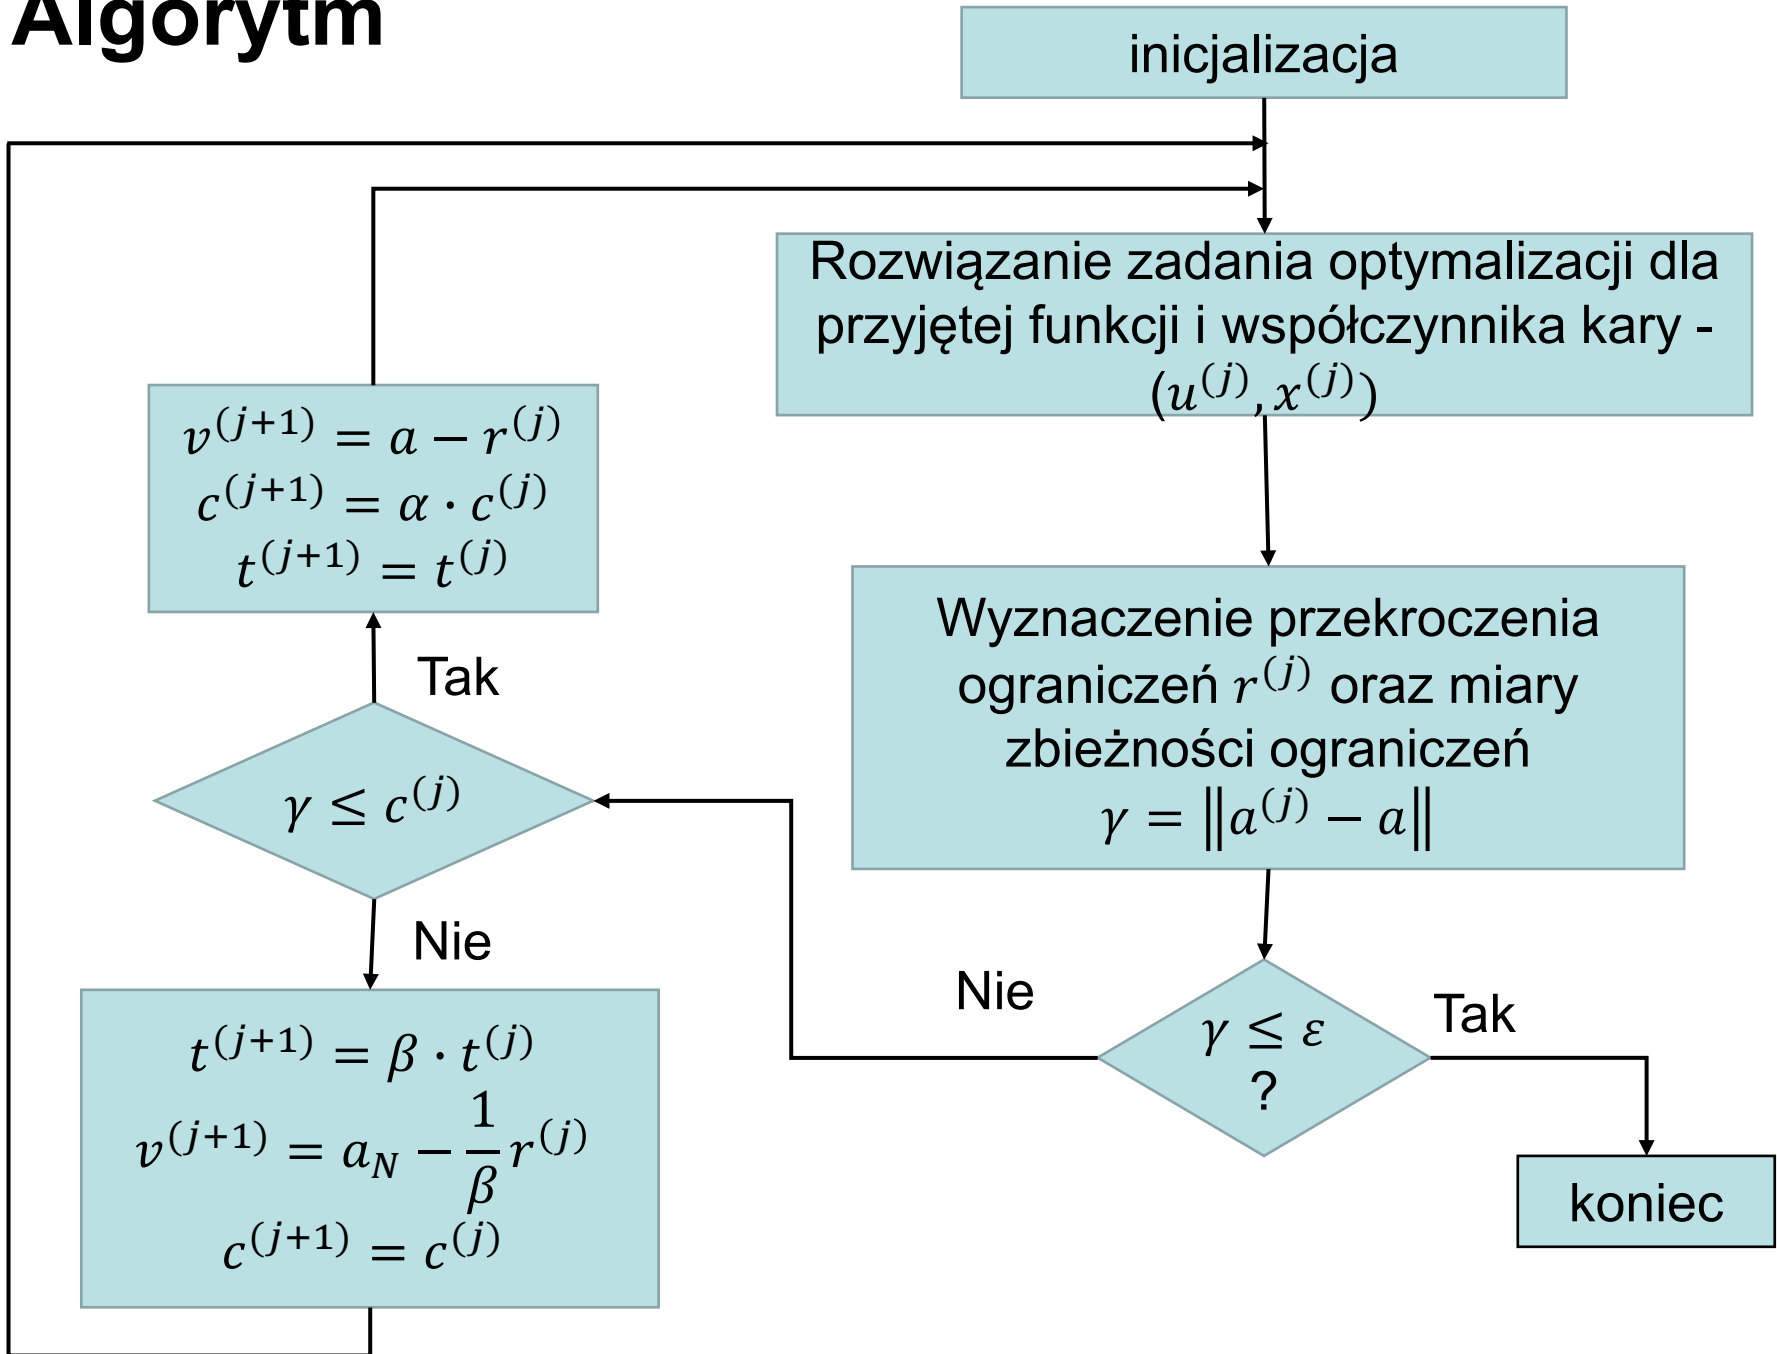 Algorytm
inicjalizacja
Rozwiązanie zadania optymalizacji dla
przyjętej funkcji i współczynnika kary -
(u^(j), x^(j))
Wyznaczenie przekroczenia
ograniczeń r^(j) oraz miary
zbieżności ograniczeń
γ = ‖a^(j) − a‖
γ ≤ ε
?
Tak
koniec
Nie
γ ≤ c^(j)
Tak
v^(j+1) = a − r^(j)
c^(j+1) = α · c^(j)
t^(j+1) = t^(j)
Nie
t^(j+1) = β · t^(j)
v^(j+1) = a_N − 1/β r^(j)
c^(j+1) = c^(j)